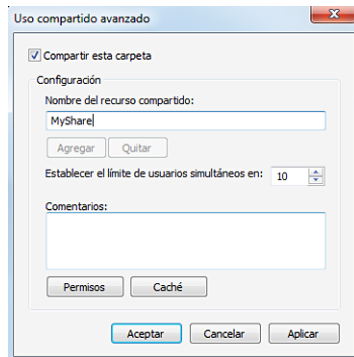 Uso compartido avanzado
Compartir esta carpeta
Configuración
Nombre del recurso compartido:
MyShare
Agregar Quitar
Establecer el límite de usuarios simultáneos en: 10
Comentarios:
Permisos Caché
Aceptar Cancelar Aplicar